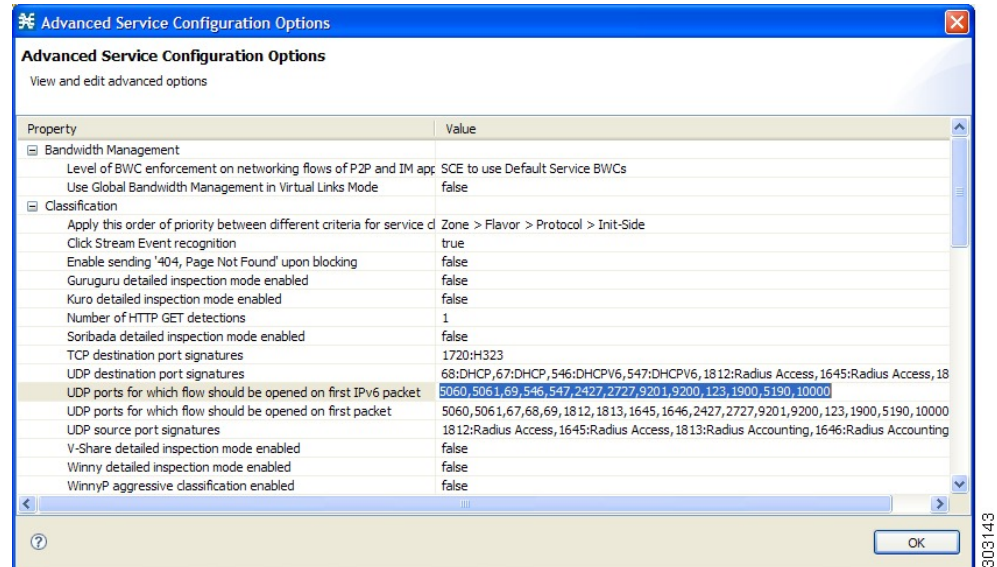 Advanced Service Configuration Options
Advanced Service Configuration Options
View and edit advanced options
Property Value
Bandwidth Management
Level of BWC enforcement on networking flows of P2P and IM app SCE to use Default Service BWCs
Use Global Bandwidth Management in Virtual Links Mode false
Classification
Apply this order of priority between different criteria for service cl Zone > Flavor > Protocol > Init-Side
Click Stream Event recognition true
Enable sending '404, Page Not Found' upon blocking false
Guruguru detailed inspection mode enabled false
Kuro detailed inspection mode enabled false
Number of HTTP GET detections 1
Soribada detailed inspection mode enabled false
TCP destination port signatures 1720:H323
UDP destination port signatures 68:DHCP,67:DHCP,546:DHCPV6,547:DHCPV6,1812:Radius Access,1645:Radius Access,18
UDP ports for which flow should be opened on first IPv6 packet 5060,5061,69,546,547,2427,2727,9201,9200,123,1900,5190,10000
UDP ports for which flow should be opened on first packet 5060,5061,67,68,69,1812,1813,1645,1646,2427,2727,9201,9200,123,1900,5190,10000
UDP source port signatures 1812:Radius Access,1645:Radius Access,1813:Radius Accounting,1646:Radius Accounting
V-Share detailed inspection mode enabled false
Winny detailed inspection mode enabled false
WinnyP aggressive classification enabled false
OK
303143